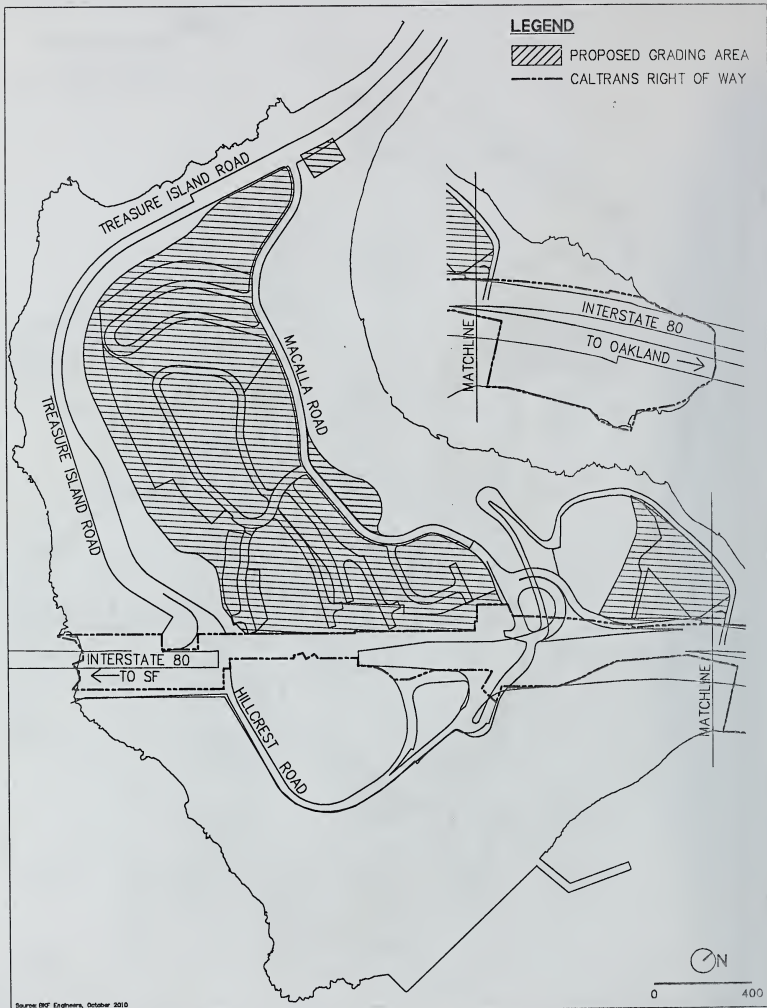 LEGEND
PROPOSED GRADING AREA
CALTRANS RIGHT OF WAY
TREASURE ISLAND ROAD
INTERSTATE 80
TO OAKLAND
MATCHLINE
MACALLA ROAD
TREASURE ISLAND ROAD
INTERSTATE 80
TO SF
HILLCREST ROAD
MATCHLINE
N
0 400
Source: BKF Engineers, October 2010